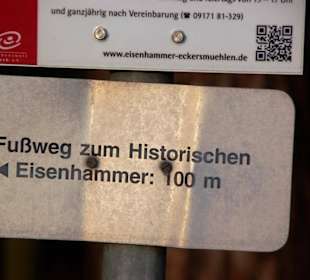 und ganzjährig nach Vereinbarung (☎ 09171 81-329)
www.eisenhammer-eckersmuehlen.de
Fußweg zum Historischen
◀ Eisenhammer: 100 m